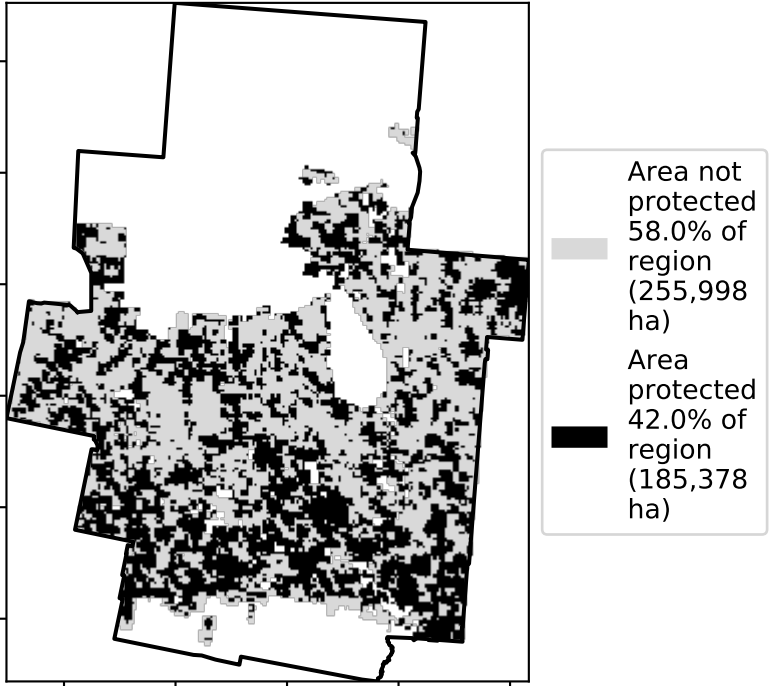 Area not
protected
58.0% of
region
(255,998
ha)
Area
protected
42.0% of
region
(185,378
ha)